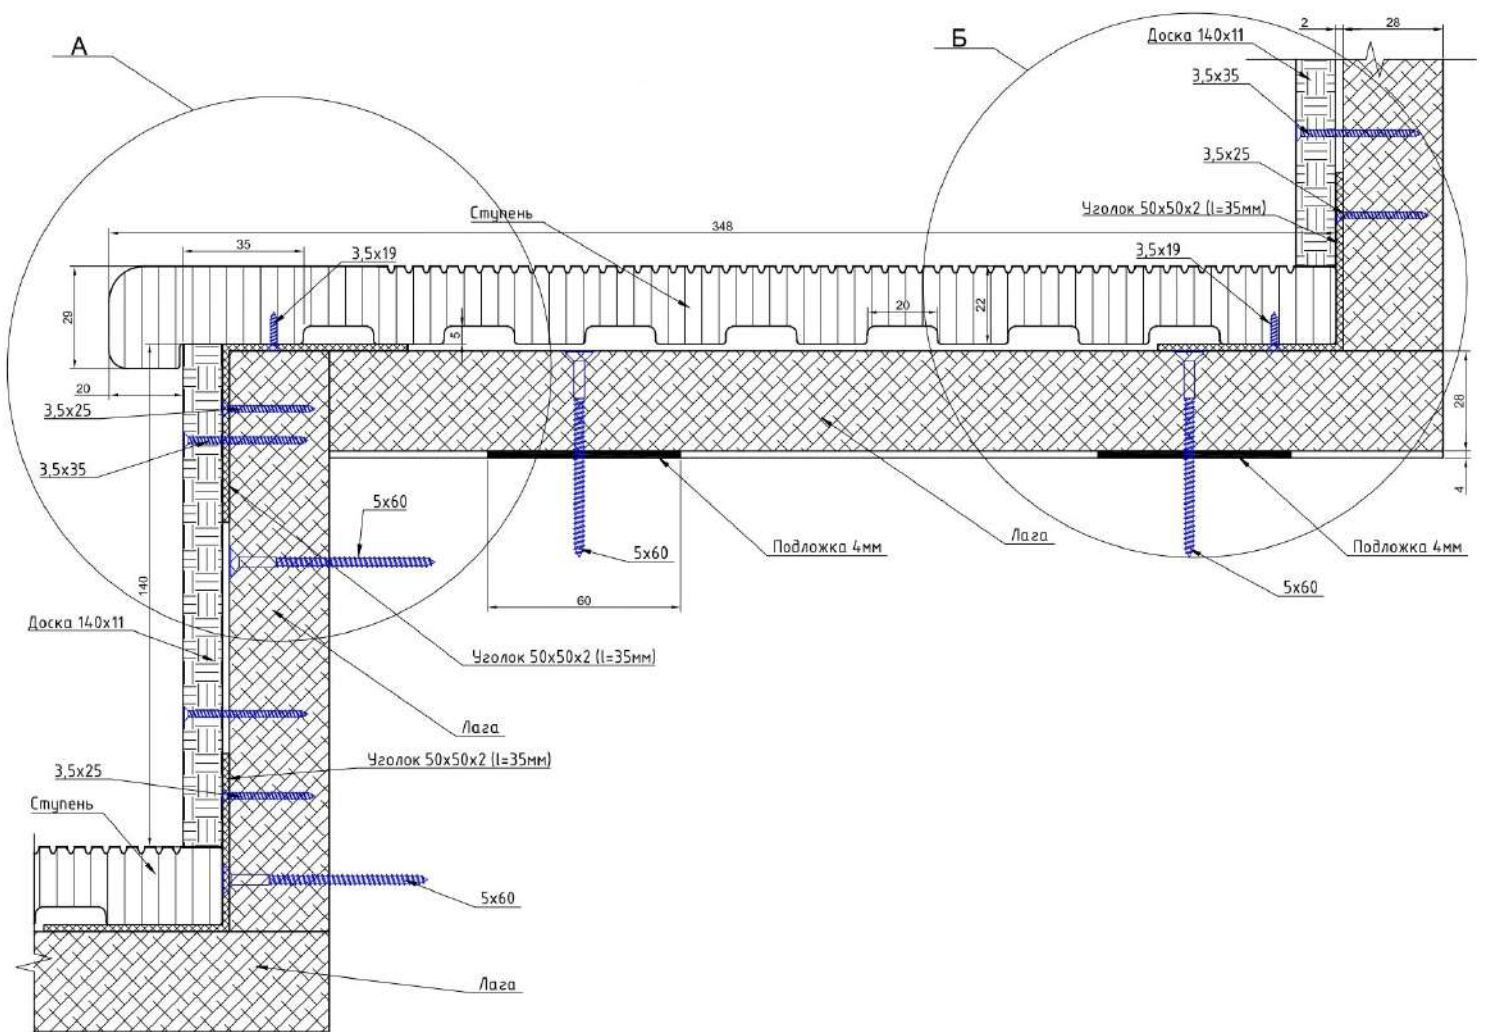 А
Б
2
28
Доска 140х11
3,5х35
3,5х25
Уголок 50х50х2 (l=35мм)
3,5х19
Ступень
348
35
3,5х19
29
5
20
22
20
28
4
3,5х25
3,5х35
5х60
5х60
Подложка 4мм
Лага
Подложка 4мм
5х60
60
140
Доска 140х11
Уголок 50х50х2 (l=35мм)
Лага
Уголок 50х50х2 (l=35мм)
3,5х25
Ступень
5х60
Лага